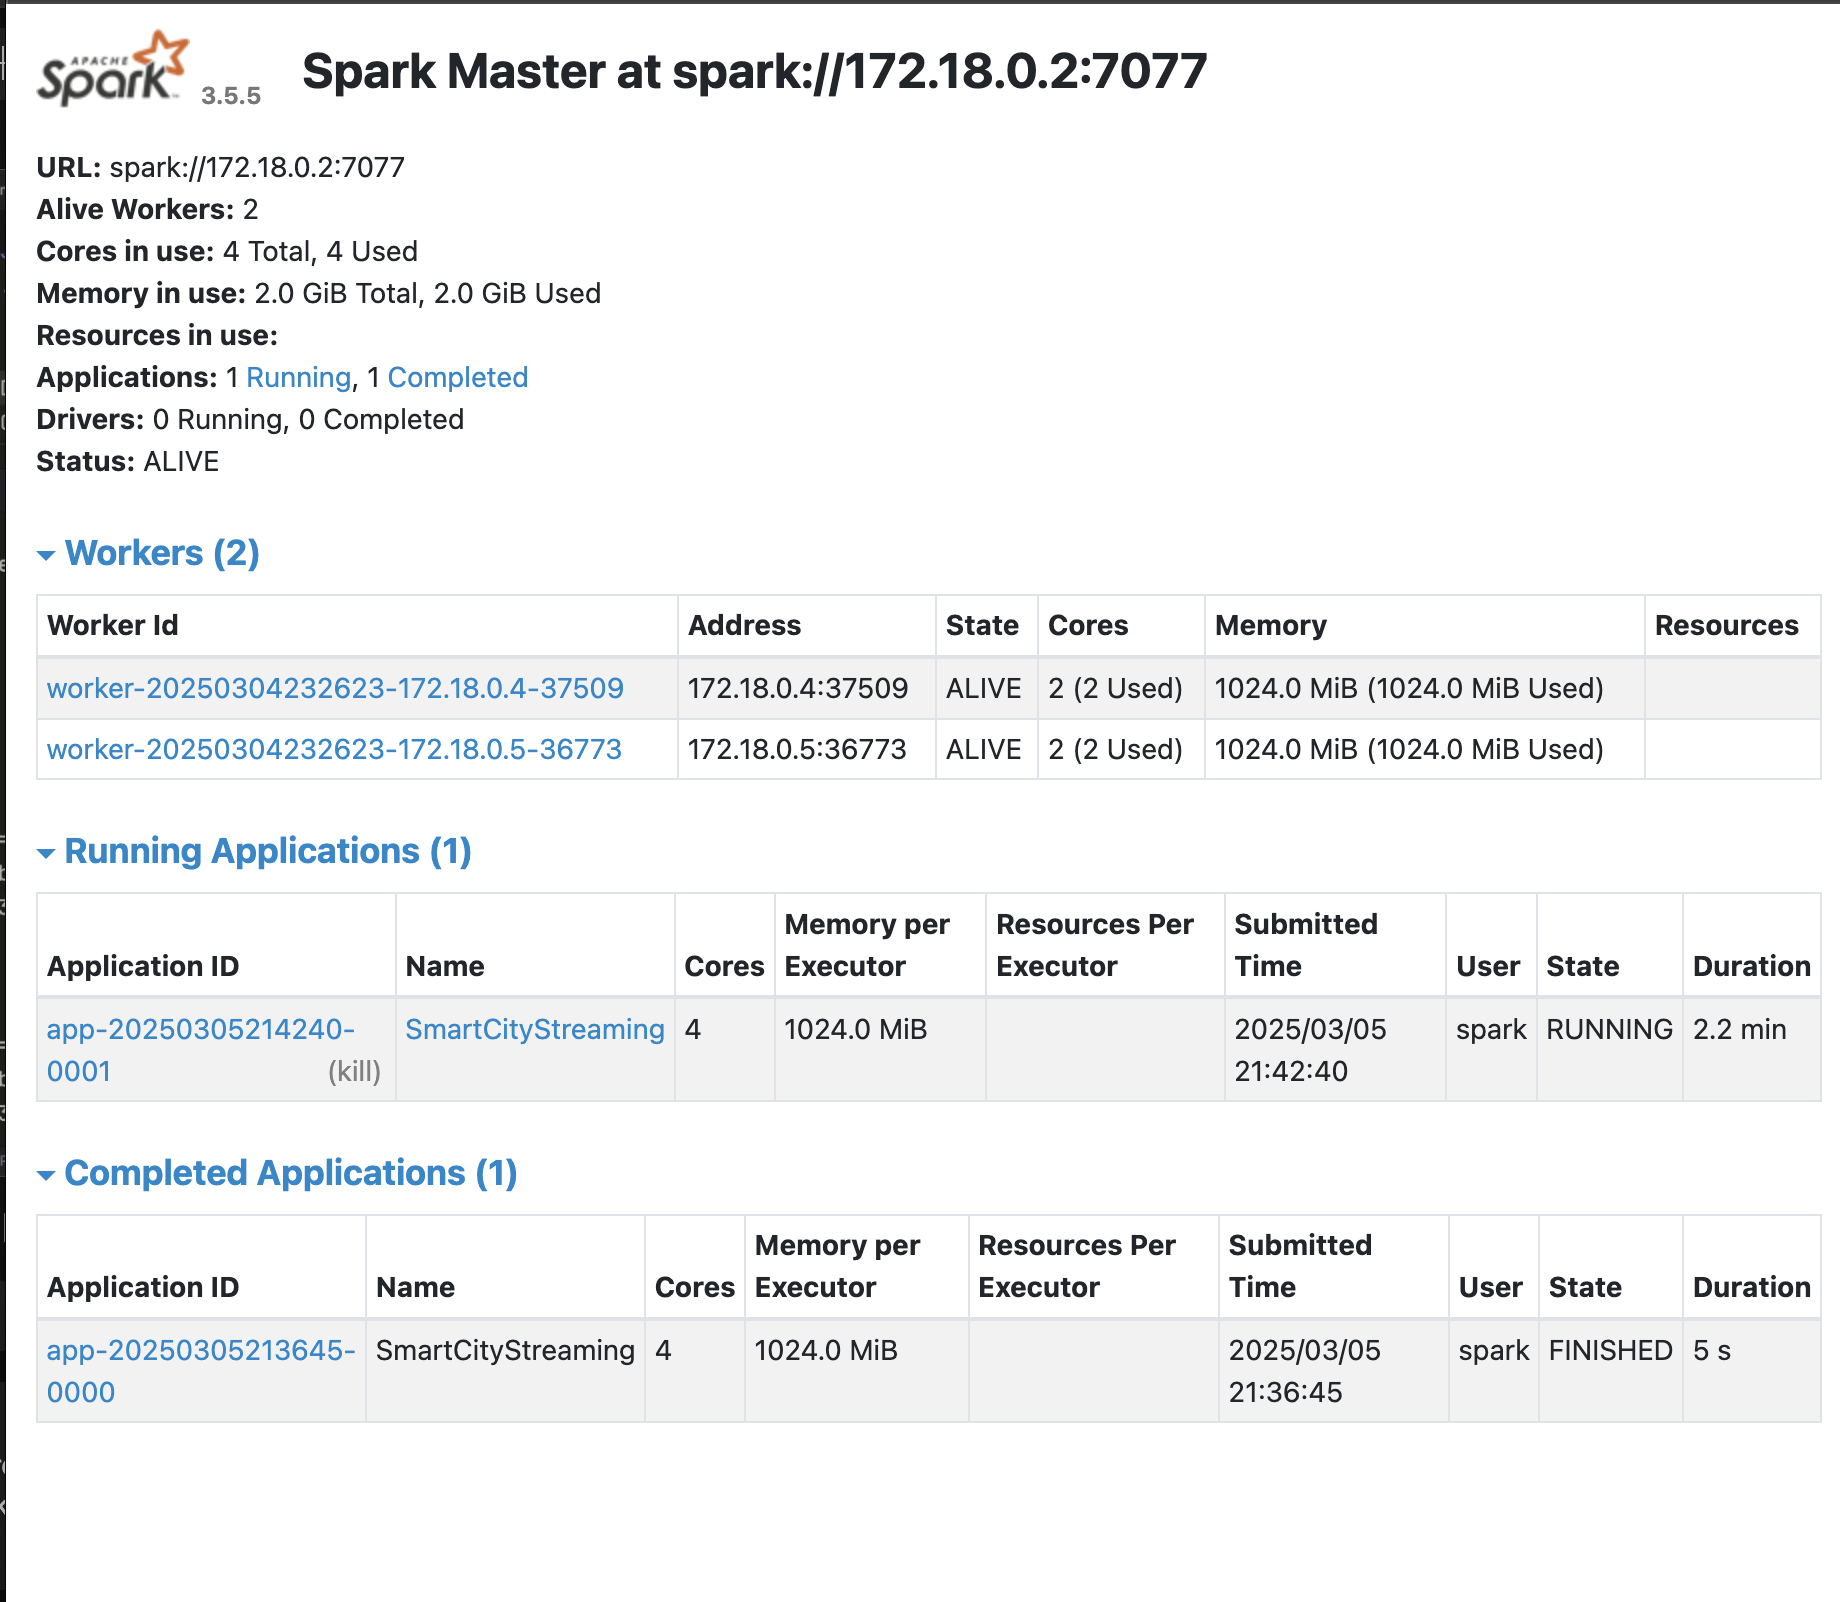 APACHE
Spark™ 3.5.5
Spark Master at spark://172.18.0.2:7077
URL: spark://172.18.0.2:7077
Alive Workers: 2
Cores in use: 4 Total, 4 Used
Memory in use: 2.0 GiB Total, 2.0 GiB Used
Resources in use:
Applications: 1 Running, 1 Completed
Drivers: 0 Running, 0 Completed
Status: ALIVE
Workers (2)
Worker Id Address State Cores Memory Resources
worker-20250304232623-172.18.0.4-37509 172.18.0.4:37509 ALIVE 2 (2 Used) 1024.0 MiB (1024.0 MiB Used)
worker-20250304232623-172.18.0.5-36773 172.18.0.5:36773 ALIVE 2 (2 Used) 1024.0 MiB (1024.0 MiB Used)
Running Applications (1)
Memory per Resources Per Submitted
Application ID Name Cores Executor Executor Time User State Duration
app-20250305214240- SmartCityStreaming 4 1024.0 MiB 2025/03/05 spark RUNNING 2.2 min
0001 (kill) 21:42:40
Completed Applications (1)
Memory per Resources Per Submitted
Application ID Name Cores Executor Executor Time User State Duration
app-20250305213645- SmartCityStreaming 4 1024.0 MiB 2025/03/05 spark FINISHED 5 s
0000 21:36:45